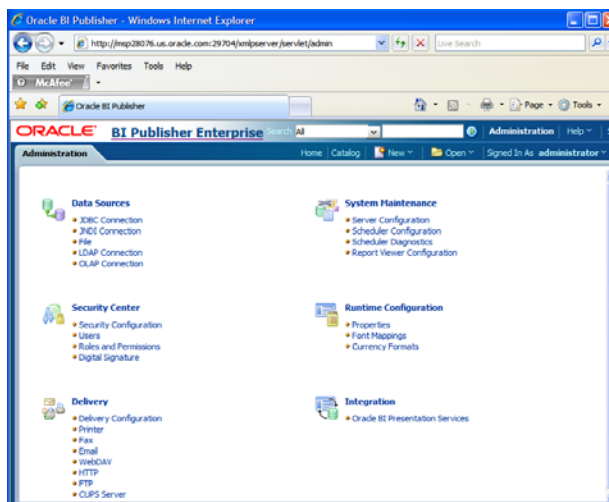 Oracle BI Publisher - Windows Internet Explorer
http://msp28076.us.oracle.com:29704/xmlpserver/servlet/admin
Live Search
File Edit View Favorites Tools Help
McAfee
Oracle BI Publisher
Page Tools
ORACLE BI Publisher Enterprise Search All Administration Help
Administration Home Catalog New Open Signed In As administrator
Data Sources
JDBC Connection
JNDI Connection
File
LDAP Connection
OLAP Connection
System Maintenance
Server Configuration
Scheduler Configuration
Scheduler Diagnostics
Report Viewer Configuration
Security Center
Security Configuration
Users
Roles and Permissions
Digital Signature
Runtime Configuration
Properties
Font Mappings
Currency Formats
Delivery
Delivery Configuration
Printer
Fax
Email
WebDAV
HTTP
FTP
CUPS Server
Integration
Oracle BI Presentation Services